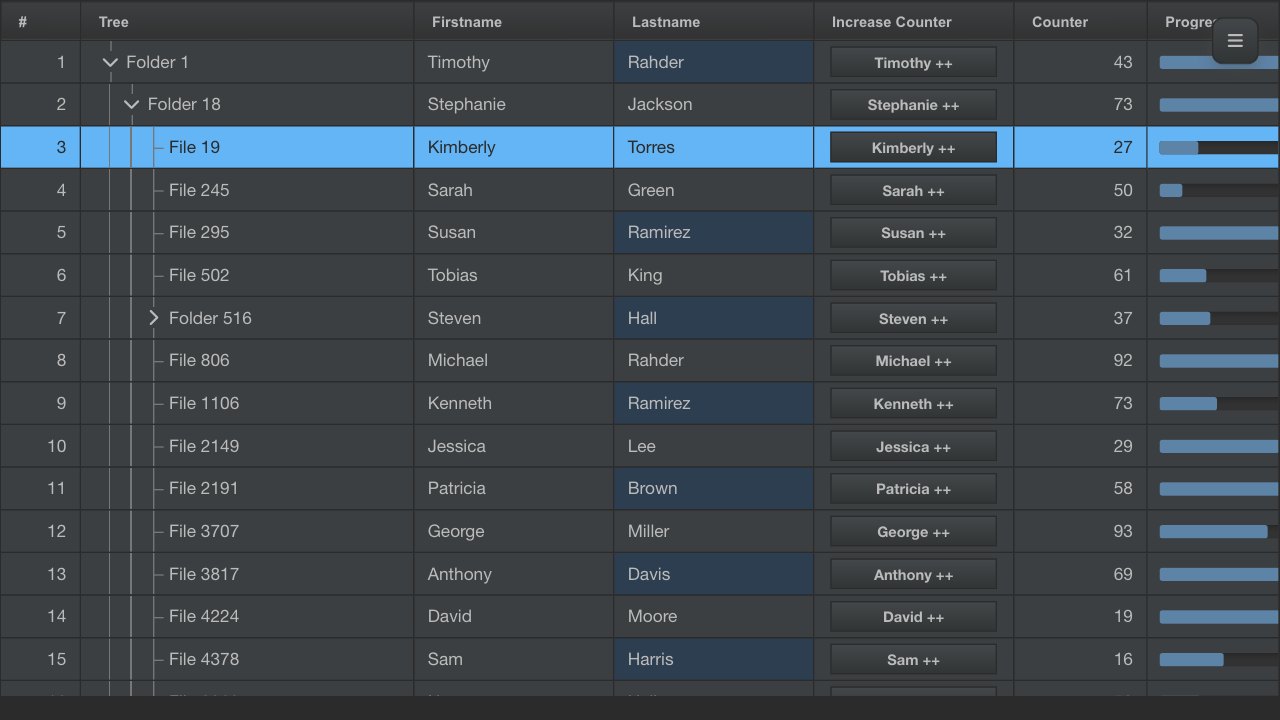 # Tree Firstname Lastname Increase Counter Counter Progre
1 Folder 1 Timothy Rahder Timothy ++ 43
2 Folder 18 Stephanie Jackson Stephanie ++ 73
3 File 19 Kimberly Torres Kimberly ++ 27
4 File 245 Sarah Green Sarah ++ 50
5 File 295 Susan Ramirez Susan ++ 32
6 File 502 Tobias King Tobias ++ 61
7 Folder 516 Steven Hall Steven ++ 37
8 File 806 Michael Rahder Michael ++ 92
9 File 1106 Kenneth Ramirez Kenneth ++ 73
10 File 2149 Jessica Lee Jessica ++ 29
11 File 2191 Patricia Brown Patricia ++ 58
12 File 3707 George Miller George ++ 93
13 File 3817 Anthony Davis Anthony ++ 69
14 File 4224 David Moore David ++ 19
15 File 4378 Sam Harris Sam ++ 16